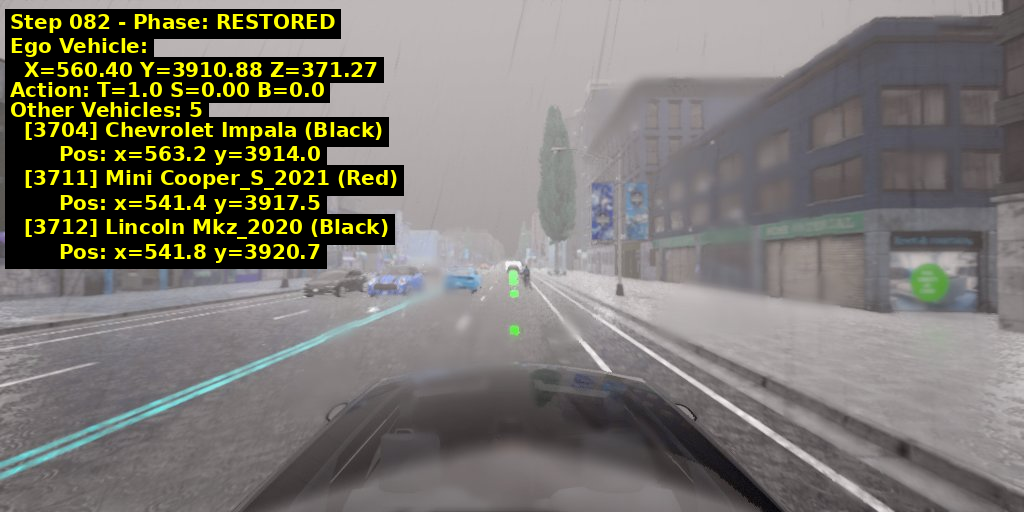 Step 082 - Phase: RESTORED
Ego Vehicle:
X=560.40 Y=3910.88 Z=371.27
Action: T=1.0 S=0.00 B=0.0
Other Vehicles: 5
[3704] Chevrolet Impala (Black)
Pos: x=563.2 y=3914.0
[3711] Mini Cooper_S_2021 (Red)
Pos: x=541.4 y=3917.5
[3712] Lincoln Mkz_2020 (Black)
Pos: x=541.8 y=3920.7